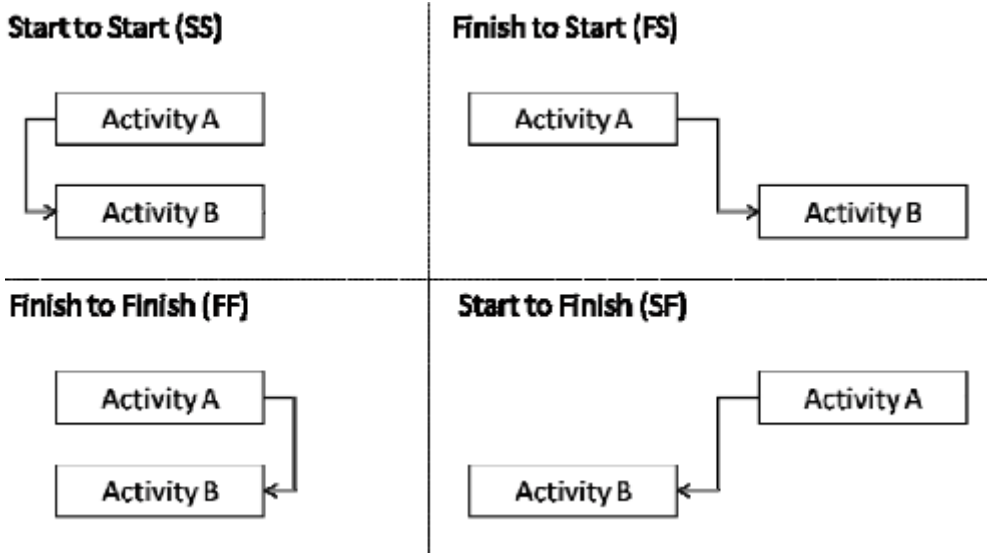 Start to Start (SS)
Activity A
Activity B
Finish to Start (FS)
Activity A
Activity B
Finish to Finish (FF)
Activity A
Activity B
Start to Finish (SF)
Activity A
Activity B